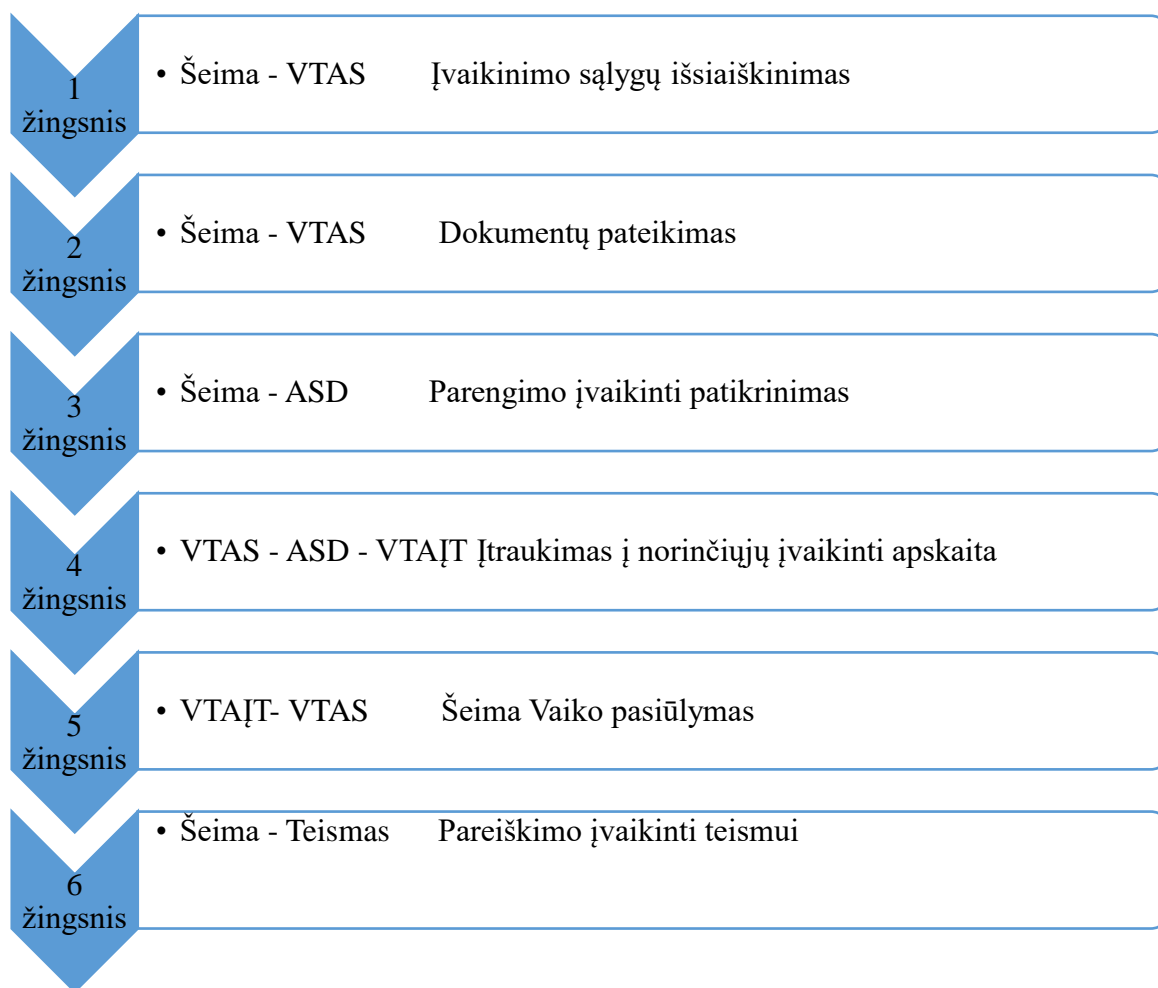 1
žingsnis
• Šeima - VTAS Įvaikinimo sąlygų išsiaiškinimas
2
žingsnis
• Šeima - VTAS Dokumentų pateikimas
3
žingsnis
• Šeima - ASD Parengimo įvaikinti patikrinimas
4
žingsnis
• VTAS - ASD - VTAĮT Įtraukimas į norinčiųjų įvaikinti apskaita
5
žingsnis
• VTAĮT- VTAS Šeima Vaiko pasiūlymas
6
žingsnis
• Šeima - Teismas Pareiškimo įvaikinti teismui